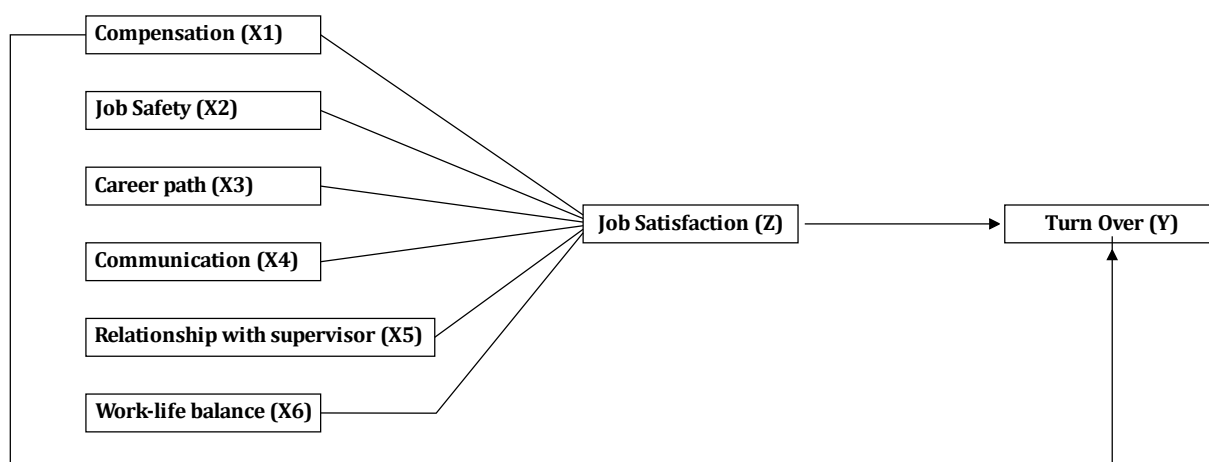 Compensation (X1)
Job Safety (X2)
Career path (X3)
Job Satisfaction (Z)
Turn Over (Y)
Communication (X4)
Relationship with supervisor (X5)
Work-life balance (X6)